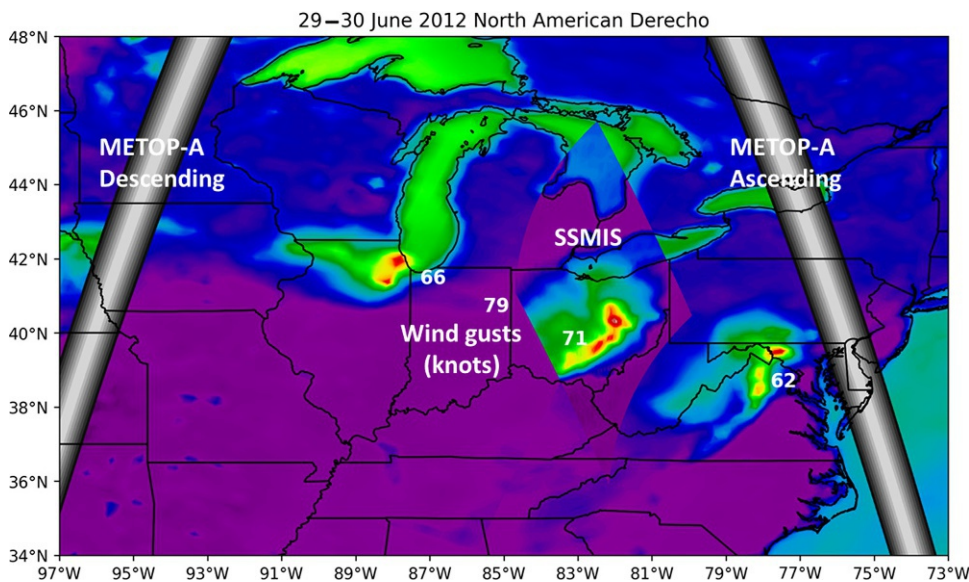 29−30 June 2012 North American Derecho
48°N
46°N
44°N
42°N
40°N
38°N
36°N
34°N
METOP-A
Descending
METOP-A
Ascending
SSMIS
66
79
Wind gusts
(knots)
71
62
97°W
95°W
93°W
91°W
89°W
87°W
85°W
83°W
81°W
79°W
77°W
75°W
73°W